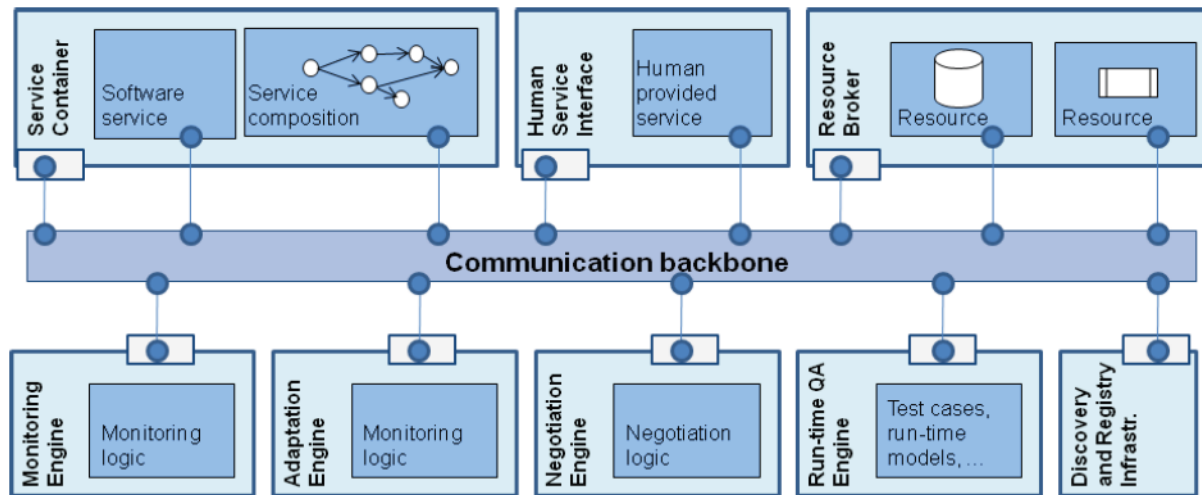 Service
Container
Software
service
Service
composition
Human
Service
Interface
Human
provided
service
Resource
Broker
Resource
Resource
Communication backbone
Monitoring
Engine
Monitoring
logic
Adaptation
Engine
Monitoring
logic
Negotiation
Engine
Negotiation
logic
Run-time QA
Engine
Test cases,
run-time
models, ...
Discovery
and Registry
Infrastr.